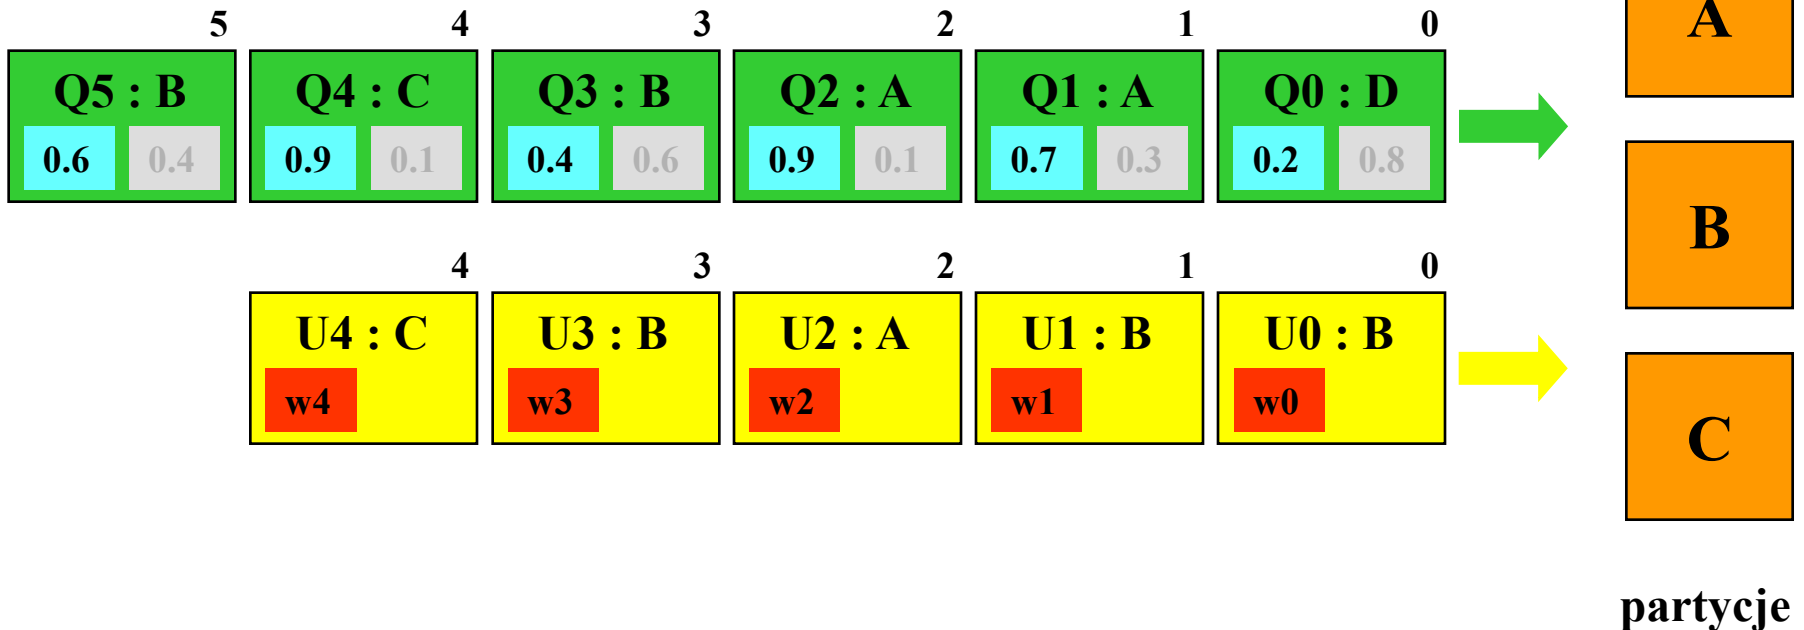 5 4 3 2 1 0
A
Q5 : B Q4 : C Q3 : B Q2 : A Q1 : A Q0 : D
0.6 0.4 0.9 0.1 0.4 0.6 0.9 0.1 0.7 0.3 0.2 0.8
B
4 3 2 1 0
U4 : C U3 : B U2 : A U1 : B U0 : B
w4 w3 w2 w1 w0
C
partycje